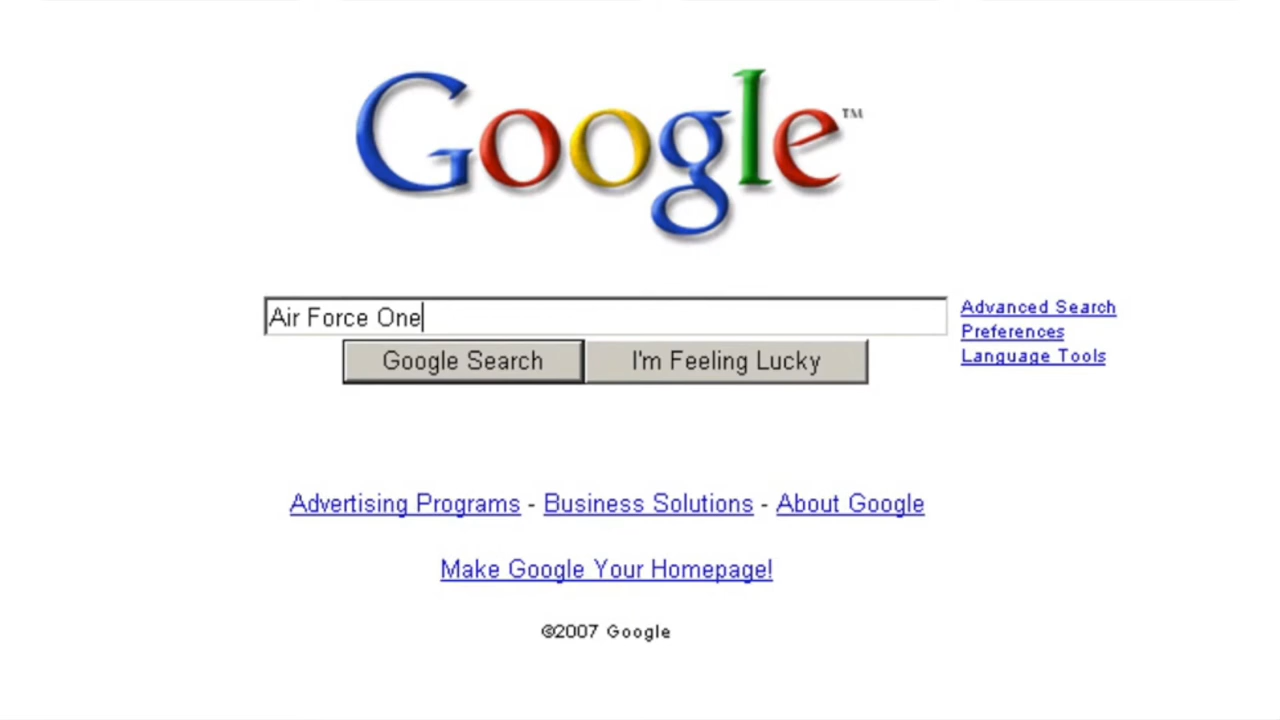 Google™
Air Force One
Advanced Search
Preferences
Language Tools
Google Search
I'm Feeling Lucky
Advertising Programs - Business Solutions - About Google
Make Google Your Homepage!
©2007 Google